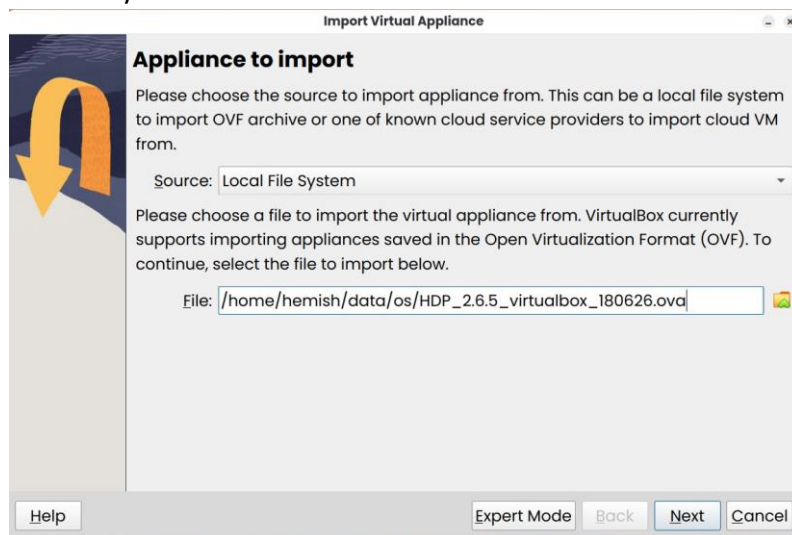 Import Virtual Appliance
Appliance to import
Please choose the source to import appliance from. This can be a local file system
to import OVF archive or one of known cloud service providers to import cloud VM
from.
Source: Local File System
Please choose a file to import the virtual appliance from. VirtualBox currently
supports importing appliances saved in the Open Virtualization Format (OVF). To
continue, select the file to import below.
File: /home/hemish/data/os/HDP_2.6.5_virtualbox_180626.ova
Help Expert Mode Back Next Cancel